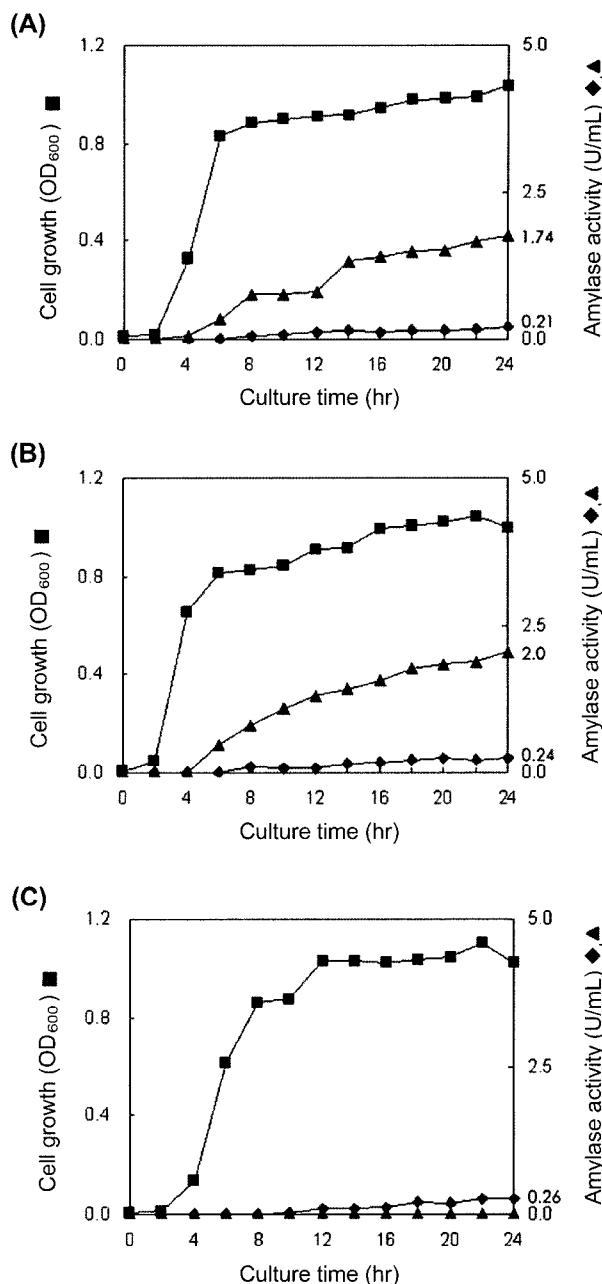 (A)
Cell growth (OD600) ■
1.2
0.8
0.4
0.0
5.0
2.5
1.74
0.21
0.0
Amylase activity (U/mL) ◆,▲
0 4 8 12 16 20 24
Culture time (hr)
(B)
Cell growth (OD600) ■
1.2
0.8
0.4
0.0
5.0
2.5
2.0
0.24
0.0
Amylase activity (U/mL) ◆,▲
0 4 8 12 16 20 24
Culture time (hr)
(C)
Cell growth (OD600) ■
1.2
0.8
0.4
0.0
5.0
2.5
0.26
0.0
Amylase activity (U/mL) ◆,▲
0 4 8 12 16 20 24
Culture time (hr)